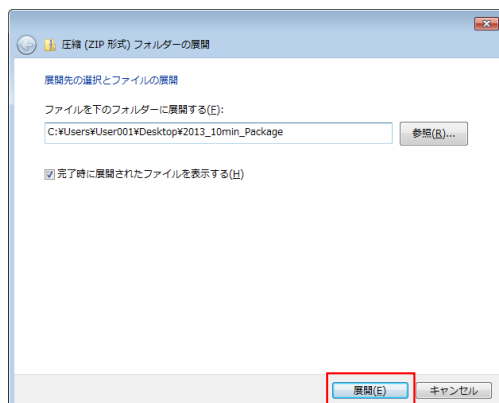 圧縮 (ZIP 形式) フォルダーの展開
展開先の選択とファイルの展開
ファイルを下のフォルダーに展開する(F):
C:¥Users¥User001¥Desktop¥2013_10min_Package
参照(R)...
完了時に展開されたファイルを表示する(H)
展開(E)
キャンセル